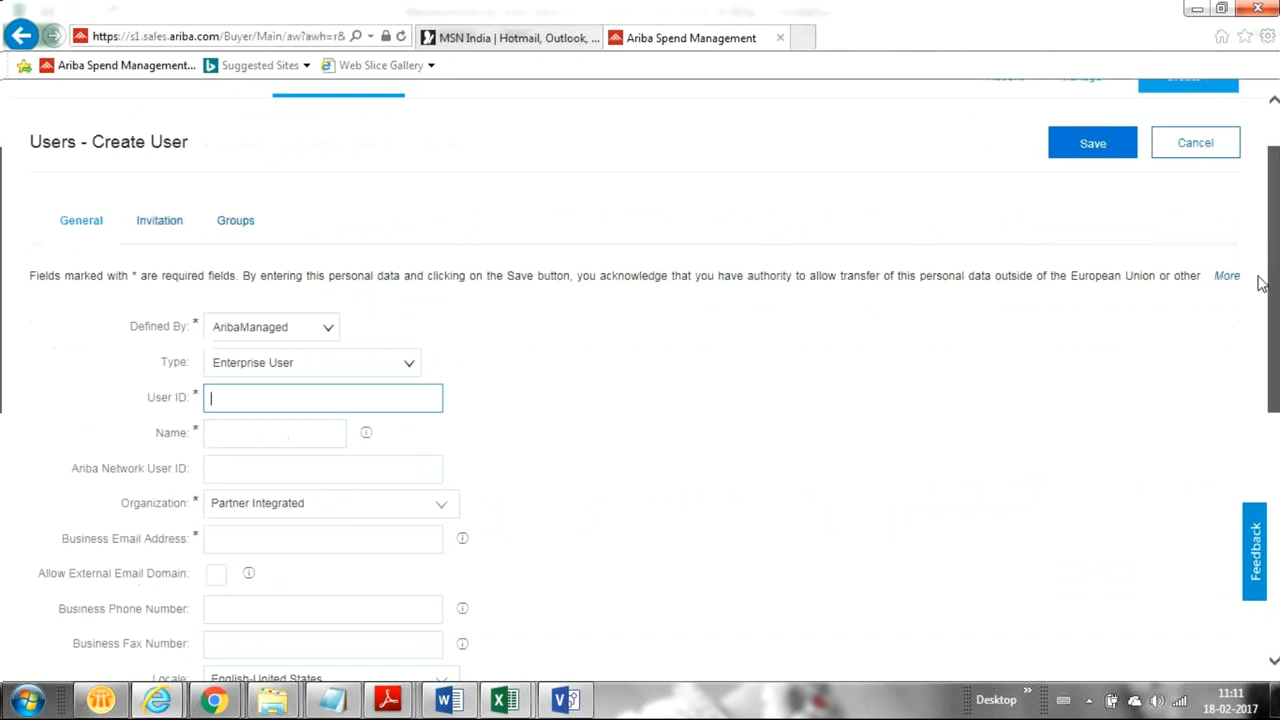 https://s1.sales.ariba.com/Buyer/Main/aw?awh=r&
MSN India | Hotmail, Outlook, ...
Ariba Spend Management
Ariba Spend Management...
Suggested Sites
Web Slice Gallery
Users - Create User
Save
Cancel
General
Invitation
Groups
Fields marked with * are required fields. By entering this personal data and clicking on the Save button, you acknowledge that you have authority to allow transfer of this personal data outside of the European Union or other More
Defined By: * AribaManaged
Type: Enterprise User
User ID: *
Name: *
Ariba Network User ID:
Organization: * Partner Integrated
Business Email Address: *
Allow External Email Domain:
Business Phone Number:
Business Fax Number:
Locale: English-United States
Feedback
Desktop
11:11
18-02-2017